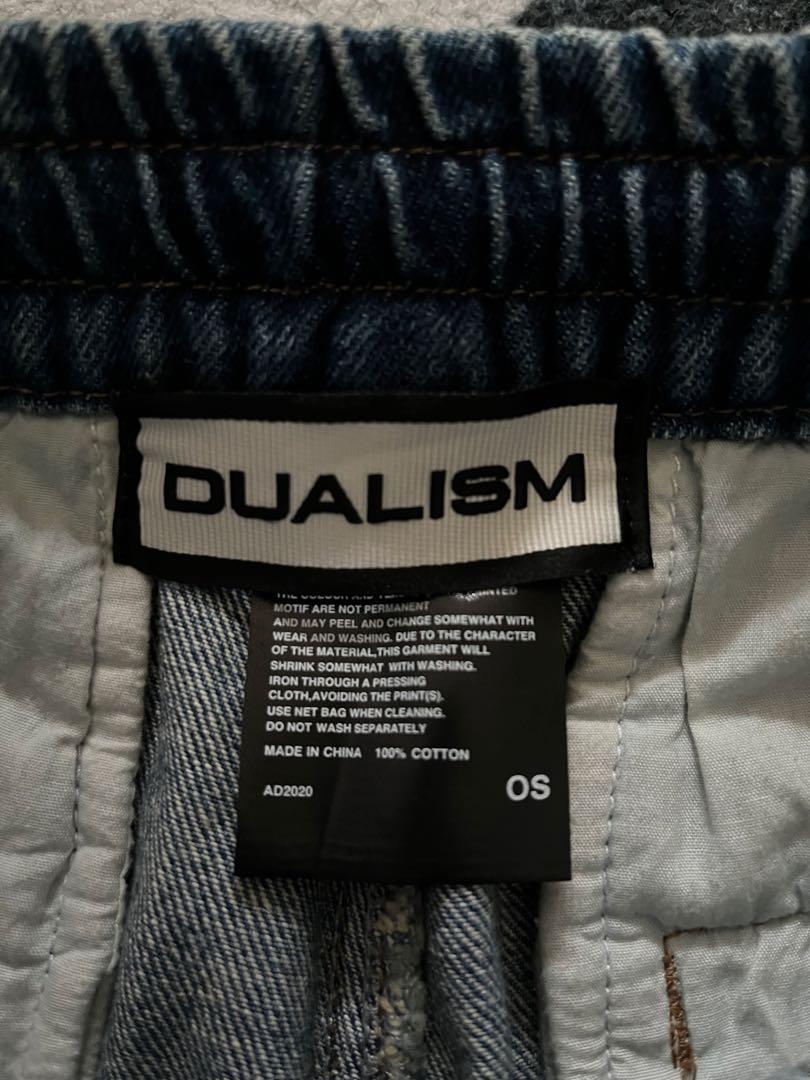 DUALISM
MOTIF ARE NOT PERMANENT
AND MAY PEEL AND CHANGE SOMEWHAT WITH
WEAR AND WASHING. DUE TO THE CHARACTER
OF THE MATERIAL,THIS GARMENT WILL
SHRINK SOMEWHAT WITH WASHING.
IRON THROUGH A PRESSING
CLOTH,AVOIDING THE PRINT(S).
USE NET BAG WHEN CLEANING.
DO NOT WASH SEPARATELY
MADE IN CHINA 100% COTTON
AD2020 OS